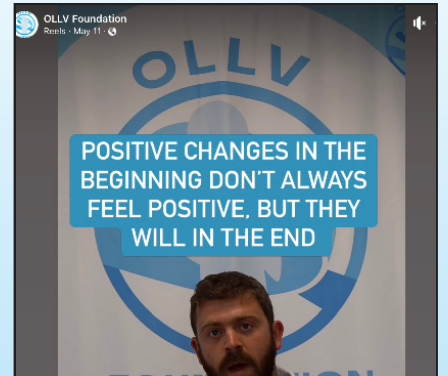 OLLV Foundation
Reels · May 11 ·
OLLV
POSITIVE CHANGES IN THE
BEGINNING DON'T ALWAYS
FEEL POSITIVE, BUT THEY
WILL IN THE END